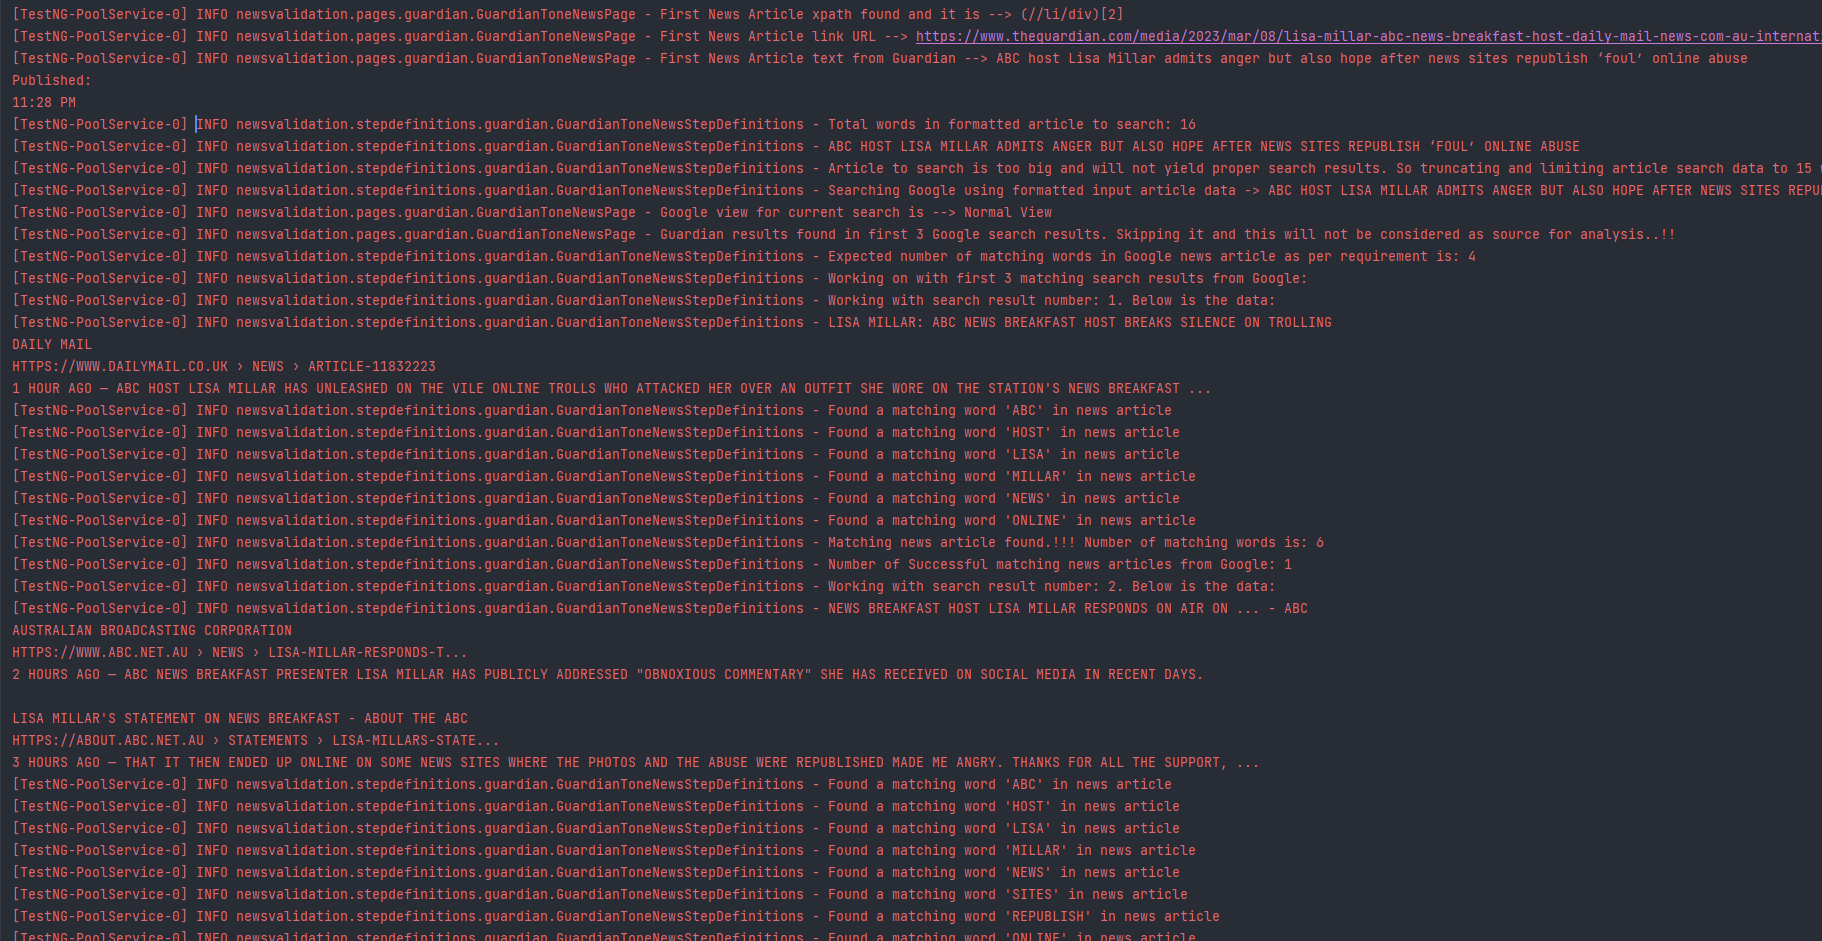 [TestNG-PoolService-0] INFO newsvalidation.pages.guardian.GuardianToneNewsPage - First News Article xpath found and it is --> (//li/div)[2]
[TestNG-PoolService-0] INFO newsvalidation.pages.guardian.GuardianToneNewsPage - First News Article link URL --> https://www.theguardian.com/media/2023/mar/08/lisa-millar-abc-news-breakfast-host-daily-mail-news-com-au-internati
[TestNG-PoolService-0] INFO newsvalidation.pages.guardian.GuardianToneNewsPage - First News Article text from Guardian --> ABC host Lisa Millar admits anger but also hope after news sites republish ‘foul’ online abuse
Published:
11:28 PM
[TestNG-PoolService-0] INFO newsvalidation.stepdefinitions.guardian.GuardianToneNewsStepDefinitions - Total words in formatted article to search: 16
[TestNG-PoolService-0] INFO newsvalidation.stepdefinitions.guardian.GuardianToneNewsStepDefinitions - ABC HOST LISA MILLAR ADMITS ANGER BUT ALSO HOPE AFTER NEWS SITES REPUBLISH ‘FOUL’ ONLINE ABUSE
[TestNG-PoolService-0] INFO newsvalidation.stepdefinitions.guardian.GuardianToneNewsStepDefinitions - Article to search is too big and will not yield proper search results. So truncating and limiting article search data to 15
[TestNG-PoolService-0] INFO newsvalidation.stepdefinitions.guardian.GuardianToneNewsStepDefinitions - Searching Google using formatted input article data -> ABC HOST LISA MILLAR ADMITS ANGER BUT ALSO HOPE AFTER NEWS SITES REPU
[TestNG-PoolService-0] INFO newsvalidation.pages.guardian.GuardianToneNewsPage - Google view for current search is --> Normal View
[TestNG-PoolService-0] INFO newsvalidation.pages.guardian.GuardianToneNewsPage - Guardian results found in first 3 Google search results. Skipping it and this will not be considered as source for analysis..!!
[TestNG-PoolService-0] INFO newsvalidation.stepdefinitions.guardian.GuardianToneNewsStepDefinitions - Expected number of matching words in Google news article as per requirement is: 4
[TestNG-PoolService-0] INFO newsvalidation.stepdefinitions.guardian.GuardianToneNewsStepDefinitions - Working on with first 3 matching search results from Google:
[TestNG-PoolService-0] INFO newsvalidation.stepdefinitions.guardian.GuardianToneNewsStepDefinitions - Working with search result number: 1. Below is the data:
[TestNG-PoolService-0] INFO newsvalidation.stepdefinitions.guardian.GuardianToneNewsStepDefinitions - LISA MILLAR: ABC NEWS BREAKFAST HOST BREAKS SILENCE ON TROLLING
DAILY MAIL
HTTPS://WWW.DAILYMAIL.CO.UK › NEWS › ARTICLE-11832223
1 HOUR AGO — ABC HOST LISA MILLAR HAS UNLEASHED ON THE VILE ONLINE TROLLS WHO ATTACKED HER OVER AN OUTFIT SHE WORE ON THE STATION'S NEWS BREAKFAST ...
[TestNG-PoolService-0] INFO newsvalidation.stepdefinitions.guardian.GuardianToneNewsStepDefinitions - Found a matching word 'ABC' in news article
[TestNG-PoolService-0] INFO newsvalidation.stepdefinitions.guardian.GuardianToneNewsStepDefinitions - Found a matching word 'HOST' in news article
[TestNG-PoolService-0] INFO newsvalidation.stepdefinitions.guardian.GuardianToneNewsStepDefinitions - Found a matching word 'LISA' in news article
[TestNG-PoolService-0] INFO newsvalidation.stepdefinitions.guardian.GuardianToneNewsStepDefinitions - Found a matching word 'MILLAR' in news article
[TestNG-PoolService-0] INFO newsvalidation.stepdefinitions.guardian.GuardianToneNewsStepDefinitions - Found a matching word 'NEWS' in news article
[TestNG-PoolService-0] INFO newsvalidation.stepdefinitions.guardian.GuardianToneNewsStepDefinitions - Found a matching word 'ONLINE' in news article
[TestNG-PoolService-0] INFO newsvalidation.stepdefinitions.guardian.GuardianToneNewsStepDefinitions - Matching news article found.!!! Number of matching words is: 6
[TestNG-PoolService-0] INFO newsvalidation.stepdefinitions.guardian.GuardianToneNewsStepDefinitions - Number of Successful matching news articles from Google: 1
[TestNG-PoolService-0] INFO newsvalidation.stepdefinitions.guardian.GuardianToneNewsStepDefinitions - Working with search result number: 2. Below is the data:
[TestNG-PoolService-0] INFO newsvalidation.stepdefinitions.guardian.GuardianToneNewsStepDefinitions - NEWS BREAKFAST HOST LISA MILLAR RESPONDS ON AIR ON ... - ABC
AUSTRALIAN BROADCASTING CORPORATION
HTTPS://WWW.ABC.NET.AU › NEWS › LISA-MILLAR-RESPONDS-T...
2 HOURS AGO — ABC NEWS BREAKFAST PRESENTER LISA MILLAR HAS PUBLICLY ADDRESSED "OBNOXIOUS COMMENTARY" SHE HAS RECEIVED ON SOCIAL MEDIA IN RECENT DAYS.
LISA MILLAR'S STATEMENT ON NEWS BREAKFAST - ABOUT THE ABC
HTTPS://ABOUT.ABC.NET.AU › STATEMENTS › LISA-MILLARS-STATE...
3 HOURS AGO — THAT IT THEN ENDED UP ONLINE ON SOME NEWS SITES WHERE THE PHOTOS AND THE ABUSE WERE REPUBLISHED MADE ME ANGRY. THANKS FOR ALL THE SUPPORT, ...
[TestNG-PoolService-0] INFO newsvalidation.stepdefinitions.guardian.GuardianToneNewsStepDefinitions - Found a matching word 'ABC' in news article
[TestNG-PoolService-0] INFO newsvalidation.stepdefinitions.guardian.GuardianToneNewsStepDefinitions - Found a matching word 'HOST' in news article
[TestNG-PoolService-0] INFO newsvalidation.stepdefinitions.guardian.GuardianToneNewsStepDefinitions - Found a matching word 'LISA' in news article
[TestNG-PoolService-0] INFO newsvalidation.stepdefinitions.guardian.GuardianToneNewsStepDefinitions - Found a matching word 'MILLAR' in news article
[TestNG-PoolService-0] INFO newsvalidation.stepdefinitions.guardian.GuardianToneNewsStepDefinitions - Found a matching word 'NEWS' in news article
[TestNG-PoolService-0] INFO newsvalidation.stepdefinitions.guardian.GuardianToneNewsStepDefinitions - Found a matching word 'SITES' in news article
[TestNG-PoolService-0] INFO newsvalidation.stepdefinitions.guardian.GuardianToneNewsStepDefinitions - Found a matching word 'REPUBLISH' in news article
[TestNG-PoolService-0] INFO newsvalidation.stepdefinitions.guardian.GuardianToneNewsStepDefinitions - Found a matching word 'ONLINE' in news article